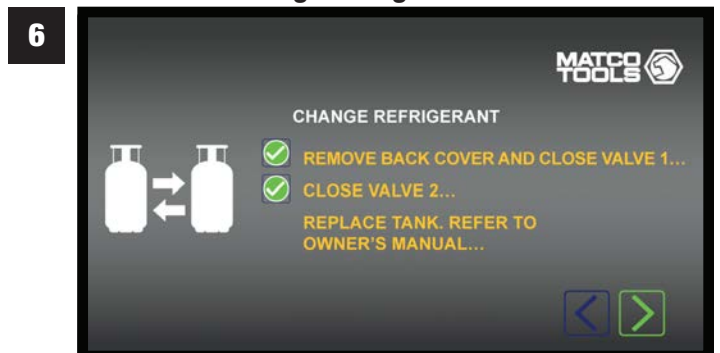 6
MATCO
TOOLS
CHANGE REFRIGERANT
REMOVE BACK COVER AND CLOSE VALVE 1...
CLOSE VALVE 2...
REPLACE TANK. REFER TO
OWNER'S MANUAL...